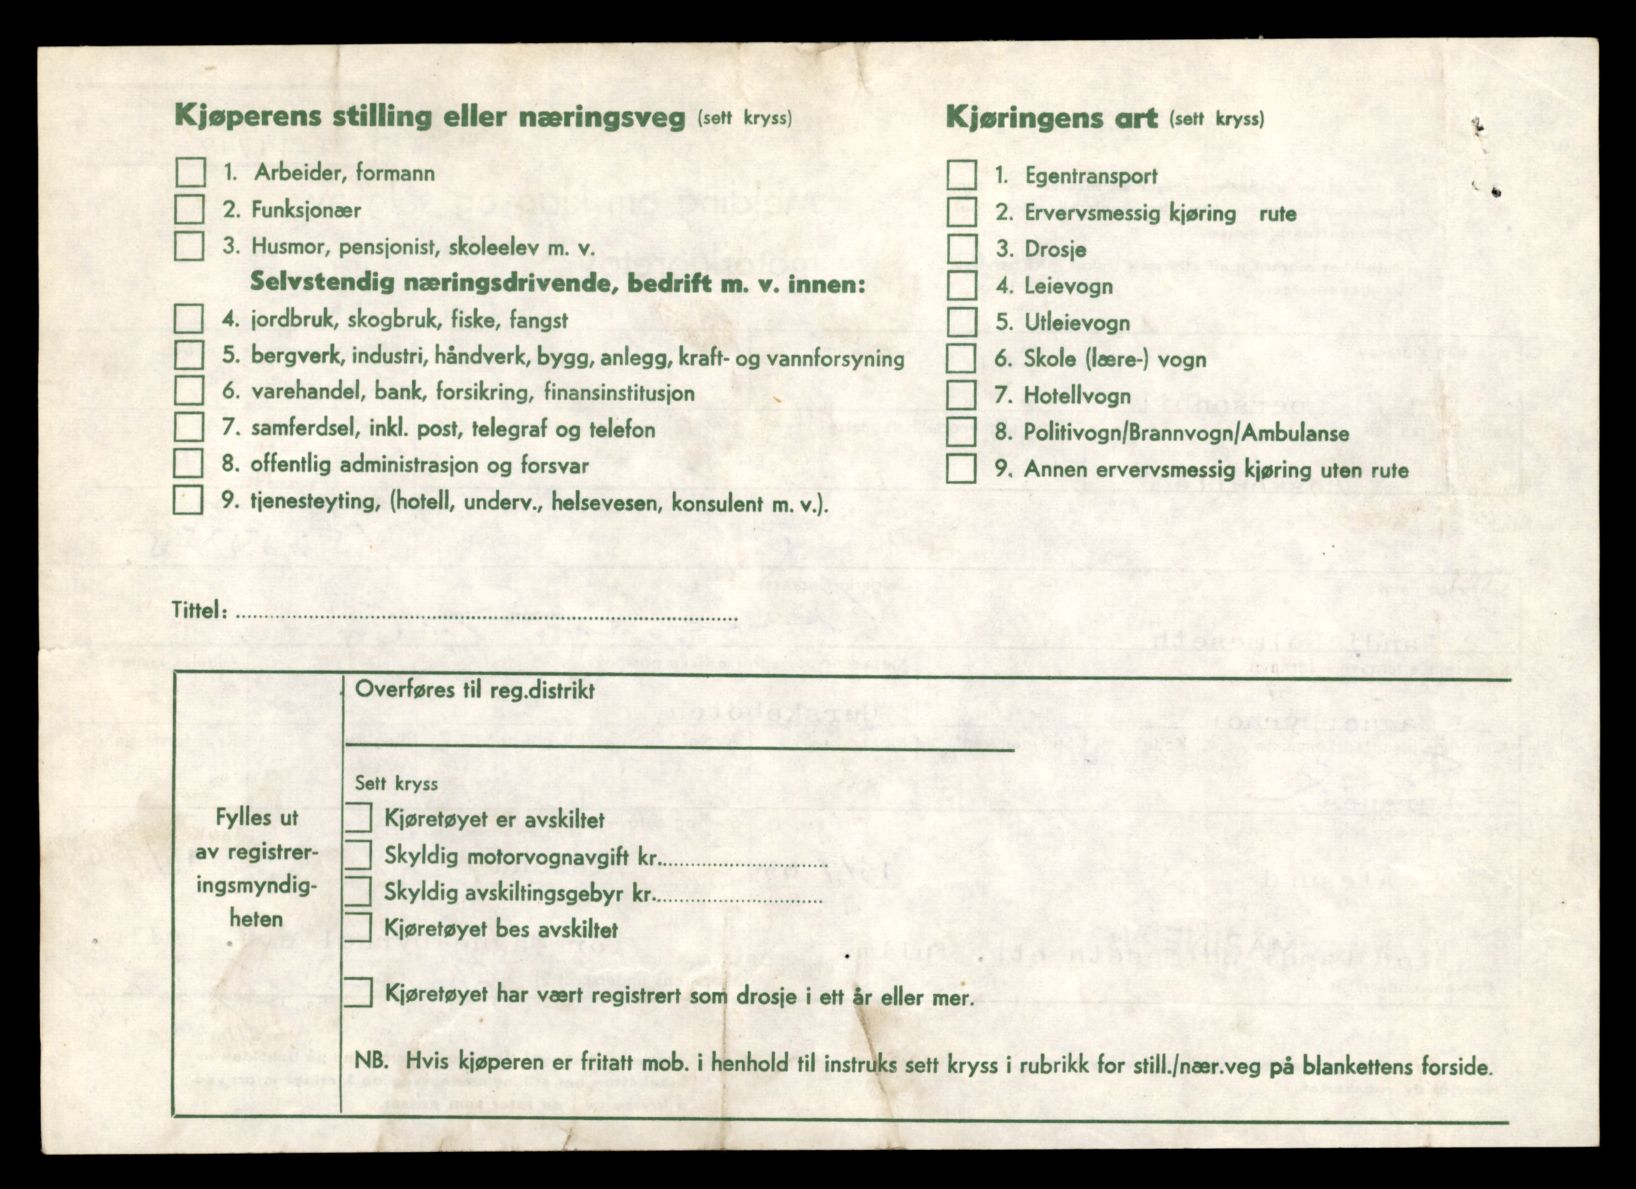 Kjøperens stilling eller næringsveg (sett kryss)
1. Arbeider, formann
2. Funksjonær
3. Husmor, pensjonist, skoleelev m. v.
Selvstendig næringsdrivende, bedrift m. v. innen:
4. jordbruk, skogbruk, fiske, fangst
5. bergverk, industri, håndverk, bygg, anlegg, kraft- og vannforsyning
6. varehandel, bank, forsikring, finansinstitusjon
7. samferdsel, inkl. post, telegraf og telefon
8. offentlig administrasjon og forsvar
9. tjenesteyting, (hotell, underv., helsevesen, konsulent m. v.).
Kjøringens art (sett kryss)
1. Egentransport
2. Ervervsmessig kjøring rute
3. Drosje
4. Leievogn
5. Utleievogn
6. Skole (lære-) vogn
7. Hotellvogn
8. Politivogn/Brannvogn/Ambulanse
9. Annen ervervsmessig kjøring uten rute
Tittel:
Fylles ut
av registrer-
ingsmyndig-
heten
Overføres til reg.distrikt
Sett kryss
Kjøretøyet er avskiltet
Skyldig motorvognavgift kr.
Skyldig avskiltingsgebyr kr.
Kjøretøyet bes avskiltet
Kjøretøyet har vært registrert som drosje i ett år eller mer.
NB. Hvis kjøperen er fritatt mob. i henhold til instruks sett kryss i rubrikk for still./nær.veg på blankettens forside.